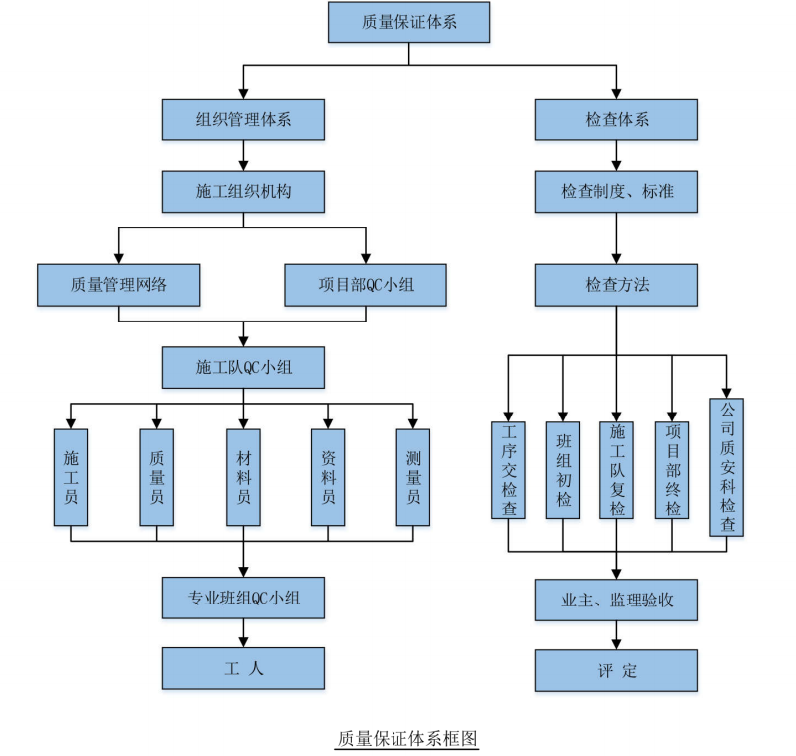 质量保证体系
组织管理体系
检查体系
施工组织机构
检查制度、标准
质量管理网络
项目部QC小组
检查方法
施工队QC小组
施工员
质量员
材料员
资料员
测量员
工序交检查
班组初检
施工队复检
项目部终检
公司质安科检查
专业班组QC小组
业主、监理验收
工 人
评 定
质量保证体系框图